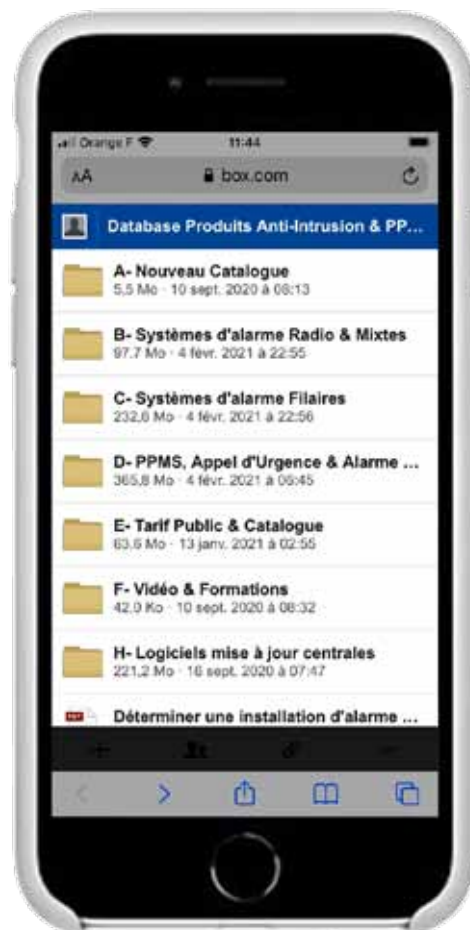 Orange F
11:44
AA
box.com
Database Produits Anti-Intrusion & PP...
A- Nouveau Catalogue
5,5 Mo · 10 sept. 2020 à 08:13
B- Systèmes d'alarme Radio & Mixtes
97,7 Mo · 4 févr. 2021 à 22:55
C- Systèmes d'alarme Filaires
232,6 Mo · 4 févr. 2021 à 22:56
D- PPMS, Appel d'Urgence & Alarme ...
365,8 Mo · 4 févr. 2021 à 06:45
E- Tarif Public & Catalogue
63,6 Mo · 13 janv. 2021 à 02:55
F- Vidéo & Formations
42,0 Ko · 10 sept. 2020 à 08:32
H- Logiciels mise à jour centrales
221,2 Mo · 16 sept. 2020 à 07:47
Déterminer une installation d'alarme ...